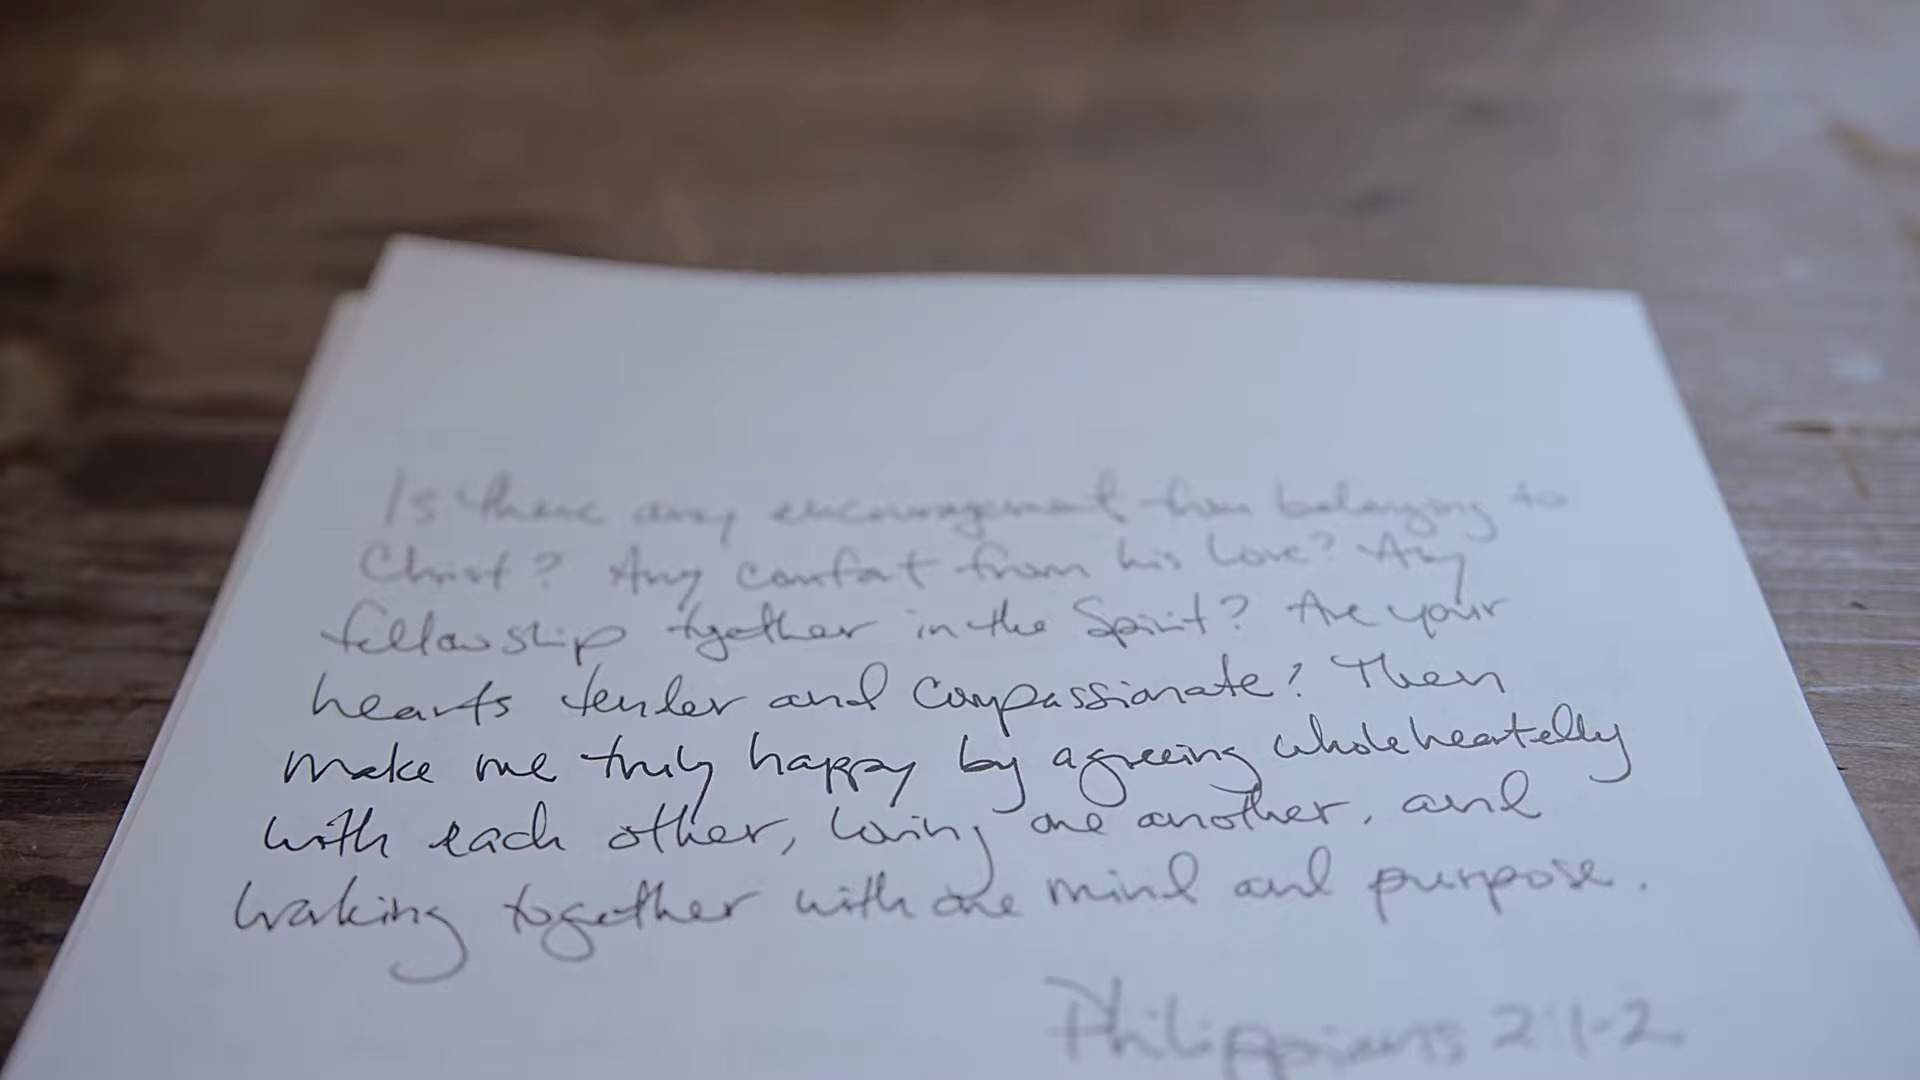 Is there any encouragement from belonging to
Christ? Any comfort from his love? Any
fellowship together in the Spirit? Are your
hearts tender and compassionate? Then
make me truly happy by agreeing wholeheartedly
with each other, loving one another, and
working together with one mind and purpose.
Philippians 2:1-2